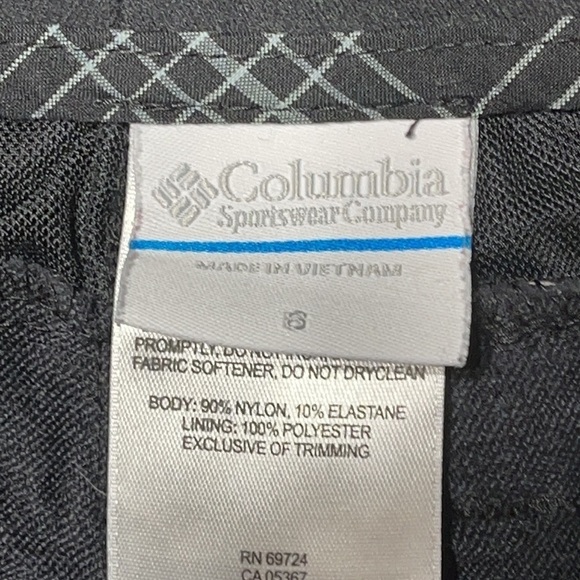 Columbia
Sportswear Company
MADE IN VIETNAM
PROMPTLY, DO NOT
FABRIC SOFTENER, DO NOT DRYCLEAN
BODY: 90% NYLON, 10% ELASTANE
LINING: 100% POLYESTER
EXCLUSIVE OF TRIMMING
RN 69724
CA 05367